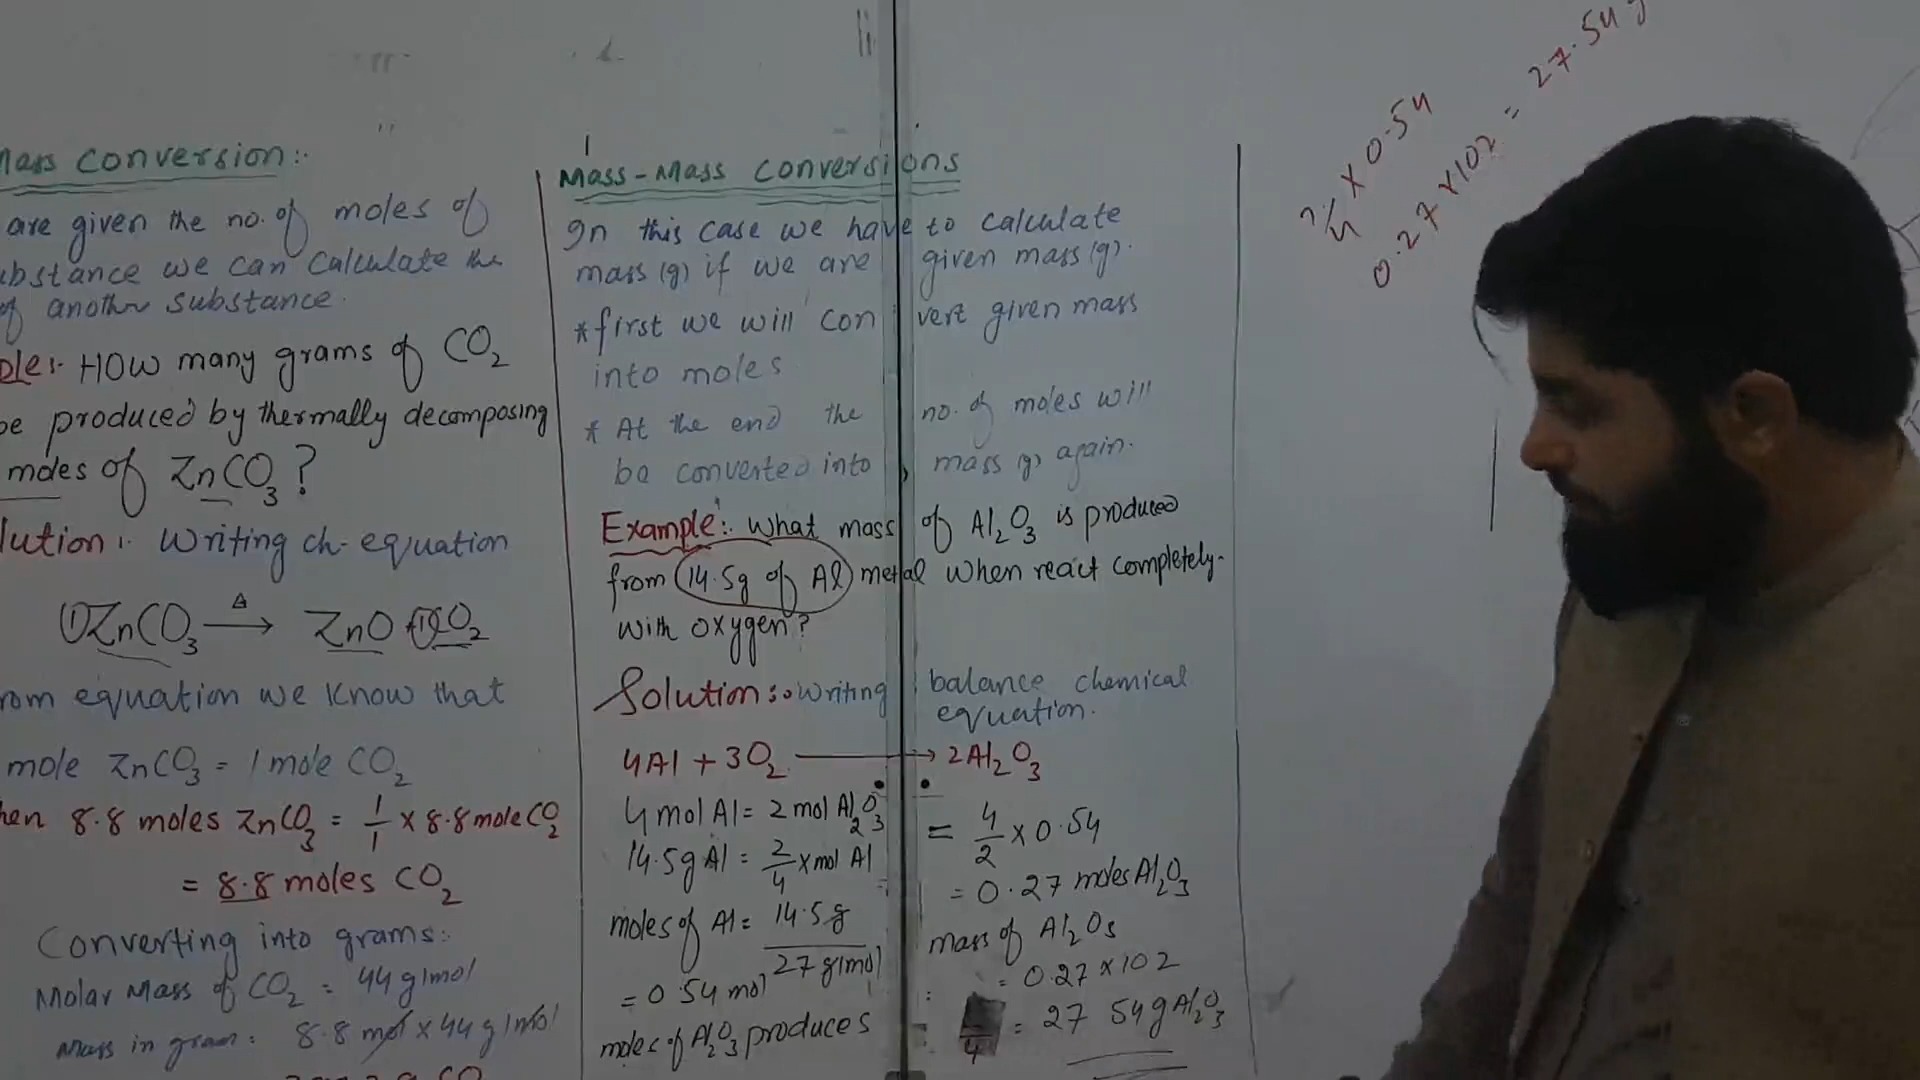 Mass conversion:
are given the no. of moles of
we can calculate the
of another substance.
How many grams of CO2
be produced by thermally decomposing
moles of ZnCO3?
Writing ch- equation
ZnCO3 → ZnO + CO2
equation we know that
mole ZnCO3 = 1 mole CO2
8.8 moles ZnCO3 = 1/1 × 8.8 mole CO2
= 8.8 moles CO2
Converting into grams:
Molar Mass of CO2 = 44 g/mol
Mass in gram = 8.8 mol × 44 g/mol
Mass-Mass conversions
In this case we have to calculate
mass (g) if we are given mass (g).
* first we will convert given mass
into moles
* At the end the no. of moles will
be converted into mass (g) again.
Example:. What mass of Al2O3 is produced
from 14.5g of Al metal when react completely-
with oxygen?
Solution:. writing balance chemical
equation.
4Al + 3O2 → 2Al2O3
4 mol Al = 2 mol Al2O3
14.5g Al = 2/4 × mol Al
moles of Al = 14.5g / 27 g/mol
= 0.54 mol
moles of Al2O3 produces
= 4/2 × 0.54
= 0.27 moles Al2O3
mass of Al2O3
= 0.27 × 102
= 27 54g Al2O3
2/4 × 0.54
0.27 × 102 = 27.54 g